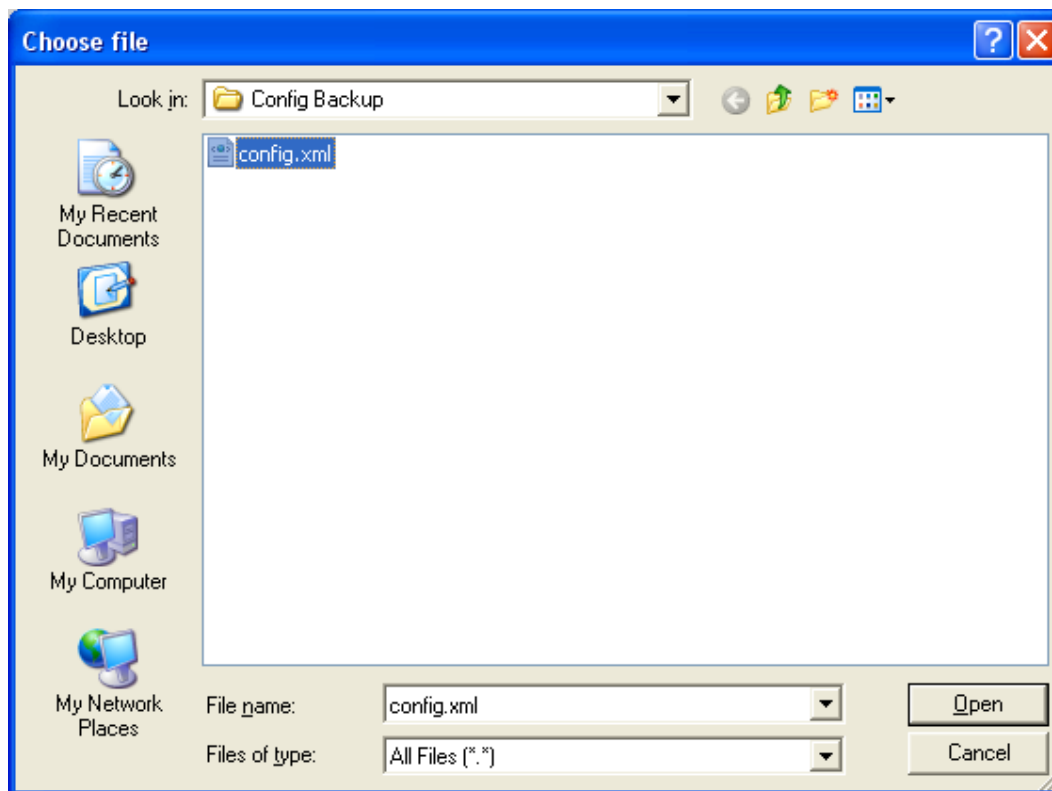 Choose file
Look in:
Config Backup
config.xml
My Recent
Documents
Desktop
My Documents
My Computer
My Network
Places
File name:
config.xml
Open
Files of type:
All Files (*.*)
Cancel